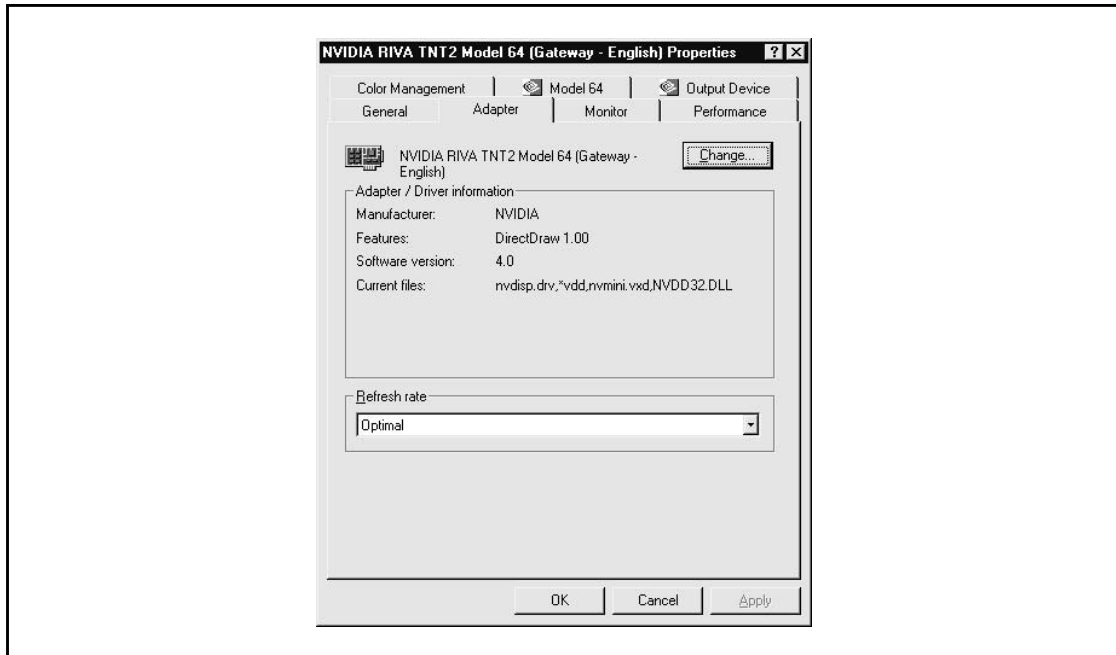 NVIDIA RIVA TNT2 Model 64 (Gateway - English) Properties
Color Management Model 64 Output Device
General Adapter Monitor Performance
NVIDIA RIVA TNT2 Model 64 (Gateway -
English)
Change...
Adapter / Driver information
Manufacturer: NVIDIA
Features: DirectDraw 1.00
Software version: 4.0
Current files: nvdisp.drv,*vdd,nvmini.vxd,NVDD32.DLL
Refresh rate
Optimal
OK Cancel Apply